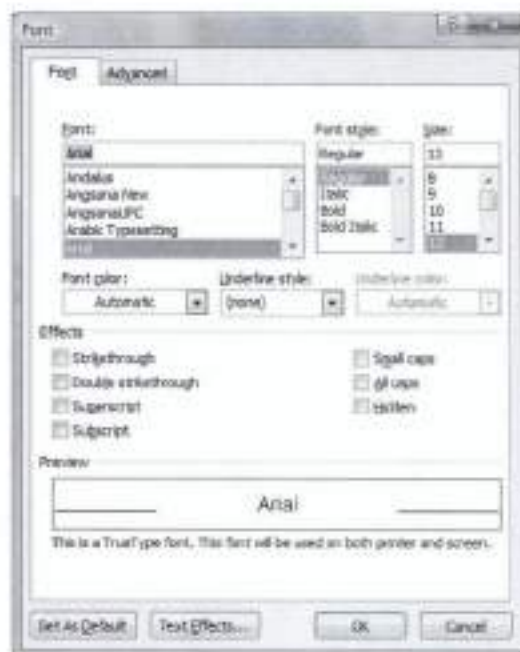 Font
Font Advanced
Font: Font style: Size:
Arial Regular
Andalus 8
Angsana New Italic 9
AngsanaUPC Bold 10
Arabic Typesetting Bold Italic 11
Arial
Font color: Underline style: Underline color:
Automatic (none) Automatic
Effects
Strikethrough Small caps
Double strikethrough All caps
Superscript Hidden
Subscript
Preview
Arial
This is a TrueType font. This font will be used on both printer and screen.
Set As Default Text Effects... OK Cancel